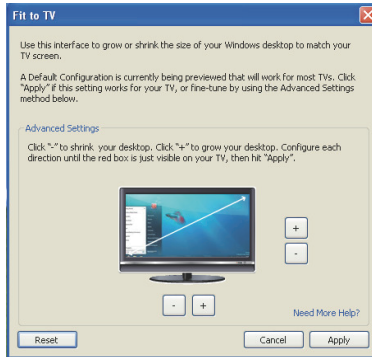 Fit to TV
Use this interface to grow or shrink the size of your Windows desktop to match your
TV screen.
A Default Configuration is currently being previewed that will work for most TVs. Click
"Apply" if this setting works for your TV, or fine-tune by using the Advanced Settings
method below.
Advanced Settings
Click "-" to shrink your desktop. Click "+" to grow your desktop. Configure each
direction until the red box is just visible on your TV, then hit "Apply".
+
-
- +
Need More Help?
Reset Cancel Apply